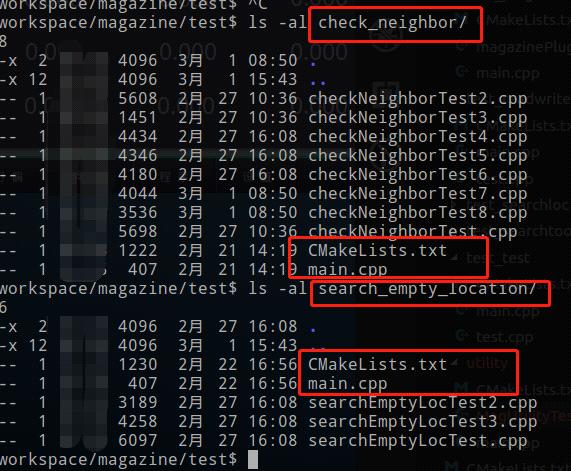 workspace/magazine/test$ ^C
workspace/magazine/test$ ls -al check_neighbor/
8
-x 2 4096 3月 1 08:50 .
-x 12 4096 3月 1 15:43 ..
-- 1 5608 2月 27 10:36 checkNeighborTest2.cpp
-- 1 1451 2月 27 10:36 checkNeighborTest3.cpp
-- 1 4434 2月 27 16:08 checkNeighborTest4.cpp
-- 1 4346 2月 27 16:08 checkNeighborTest5.cpp
-- 1 4180 2月 27 16:08 checkNeighborTest6.cpp
-- 1 4044 3月 1 08:50 checkNeighborTest7.cpp
-- 1 3536 3月 1 08:50 checkNeighborTest8.cpp
-- 1 5698 2月 27 10:36 checkNeighborTest.cpp
-- 1 1222 2月 21 14:19 CMakeLists.txt
-- 1 407 2月 21 14:19 main.cpp
workspace/magazine/test$ ls -al search_empty_location/
6
-x 2 4096 2月 27 16:08 .
-x 12 4096 3月 1 15:43 ..
-- 1 1230 2月 22 16:56 CMakeLists.txt
-- 1 407 2月 22 16:56 main.cpp
-- 1 3189 2月 27 16:08 searchEmptyLocTest2.cpp
-- 1 4258 2月 27 16:08 searchEmptyLocTest3.cpp
-- 1 6097 2月 27 16:08 searchEmptyLocTest.cpp
workspace/magazine/test$